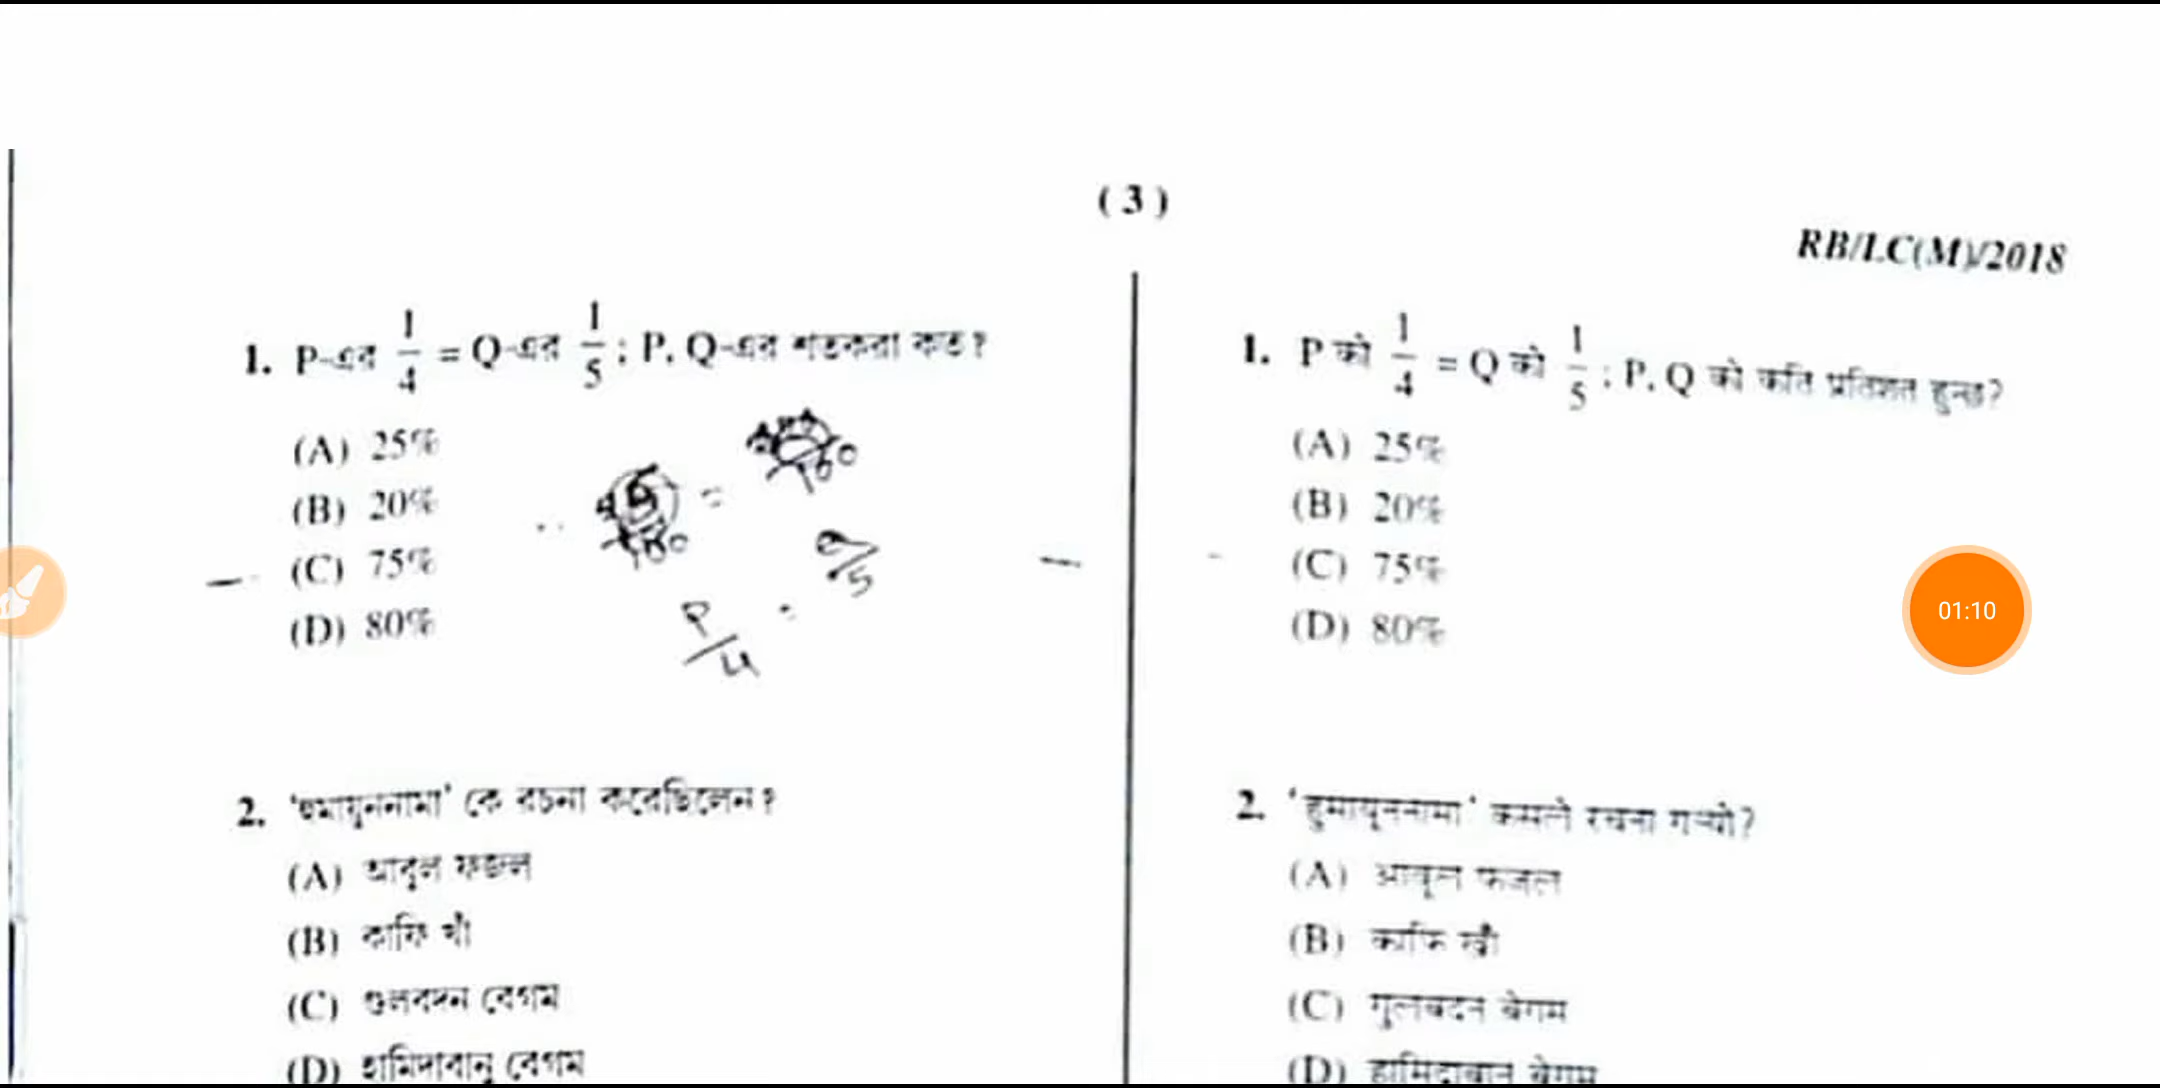 ( 3 )
RB/LC(M)/2018
1. P-এর 1/4 = Q-এর 1/5 ; P, Q-এর শতকরা কত?
(A) 25%
(B) 20%
(C) 75%
(D) 80%
P/4 = Q/5
2. 'হুমায়ুননামা' কে রচনা করেছিলেন?
(A) আবুল ফজল
(B) কাফি খাঁ
(C) গুলবদন বেগম
(D) হামিদাবানু বেগম
1. P को 1/4 = Q को 1/5 ; P, Q को कति प्रतिशत हुन्छ?
(A) 25%
(B) 20%
(C) 75%
(D) 80%
2. 'हुमायूननामा' कसले रचना गऱ्यो?
(A) आबूल फजल
(B) काफि खाँ
(C) गुलबदन बेगम
(D) हामिदाबान बेगम
01:10